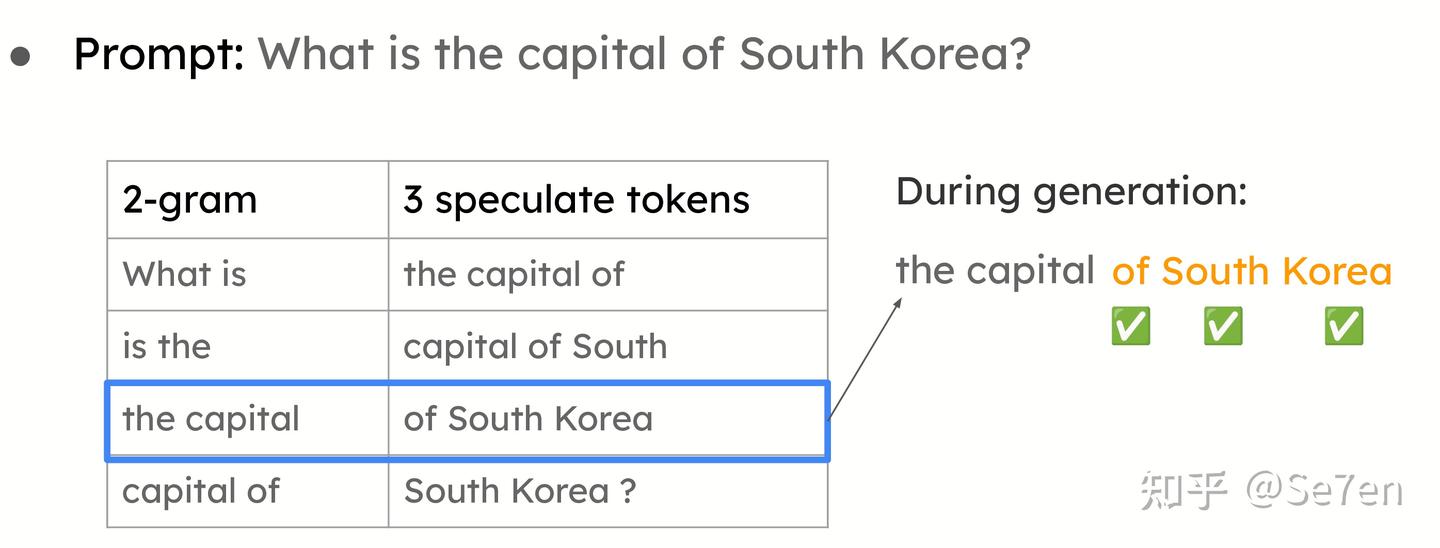 ● Prompt: What is the capital of South Korea?
2-gram 3 speculate tokens
What is the capital of
is the capital of South
the capital of South Korea
capital of South Korea ?
During generation:
the capital of South Korea
✅ ✅ ✅
知乎 @Se7en